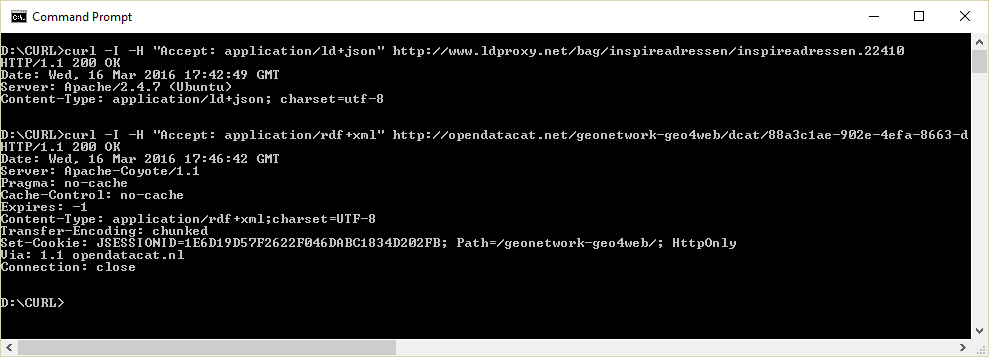 Command Prompt
D:\CURL>curl -I -H "Accept: application/ld+json" http://www.ldproxy.net/bag/inspireadressen/inspireadressen.22410
HTTP/1.1 200 OK
Date: Wed, 16 Mar 2016 17:42:49 GMT
Server: Apache/2.4.7 (Ubuntu)
Content-Type: application/ld+json; charset=utf-8
D:\CURL>curl -I -H "Accept: application/rdf+xml" http://opendatacat.net/geonetwork-geo4web/dcat/88a3c1ae-902e-4efa-8663-d
HTTP/1.1 200 OK
Date: Wed, 16 Mar 2016 17:46:42 GMT
Server: Apache-Coyote/1.1
Pragma: no-cache
Cache-Control: no-cache
Expires: -1
Content-Type: application/rdf+xml;charset=UTF-8
Transfer-Encoding: chunked
Set-Cookie: JSESSIONID=1E6D19D57F2622F046DABC1834D202FB; Path=/geonetwork-geo4web/; HttpOnly
Via: 1.1 opendatacat.nl
Connection: close
D:\CURL>